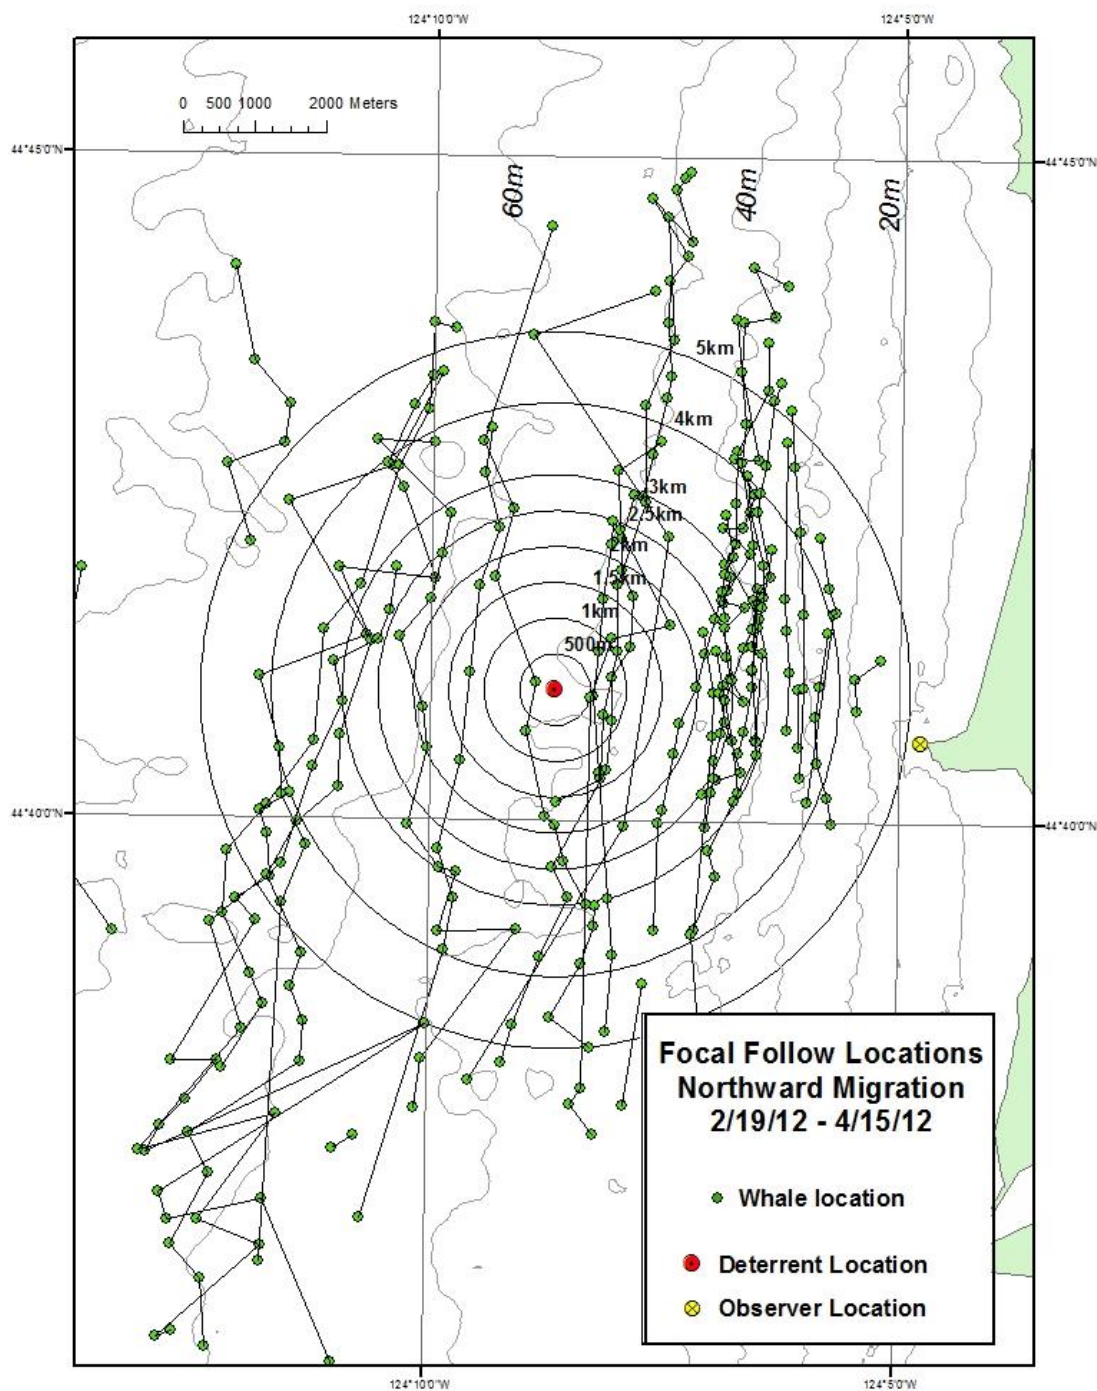 124°10'0"W 124°5'0"W
0 500 1000 2000 Meters
44°45'0"N 44°45'0"N
60m 40m 20m
5km
4km
3km
2.5km
2km
1.5km
1km
500m
44°40'0"N 44°40'0"N
Focal Follow Locations
Northward Migration
2/19/12 - 4/15/12
Whale location
Deterrent Location
Observer Location
124°10'0"W 124°5'0"W